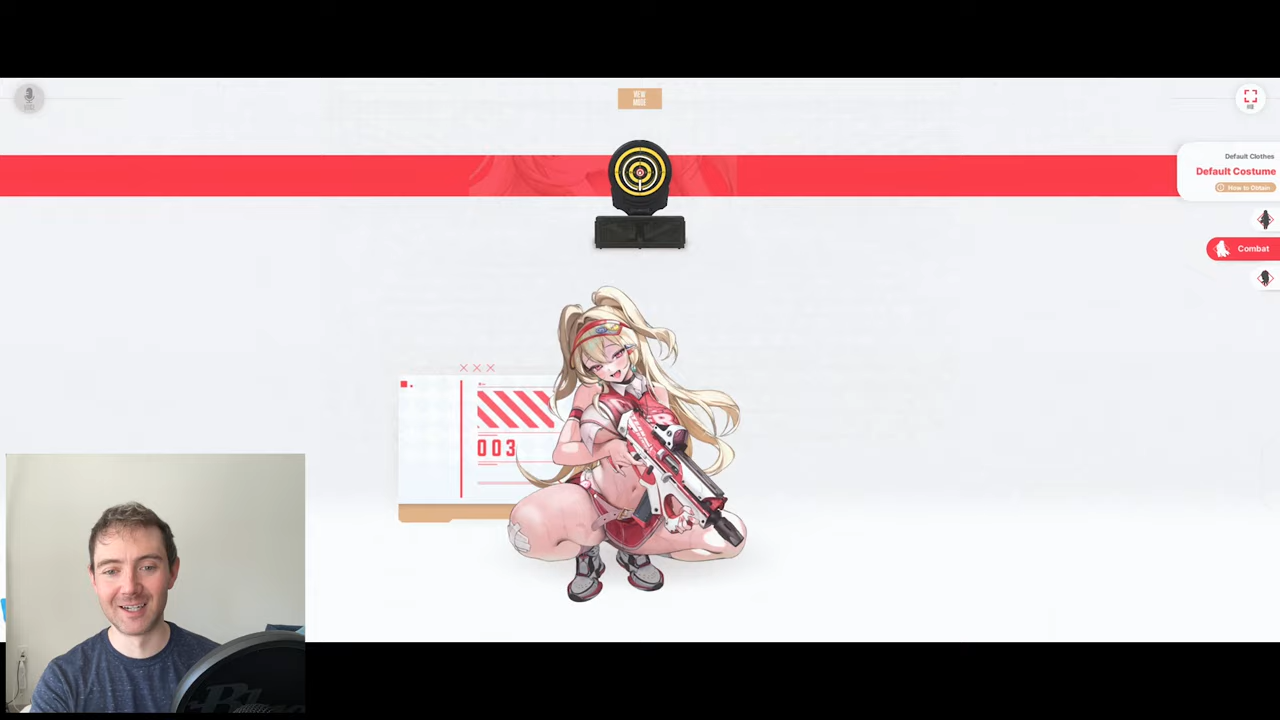 VIEW
MODE
Default Clothes
Default Costume
How to Obtain
Combat
003